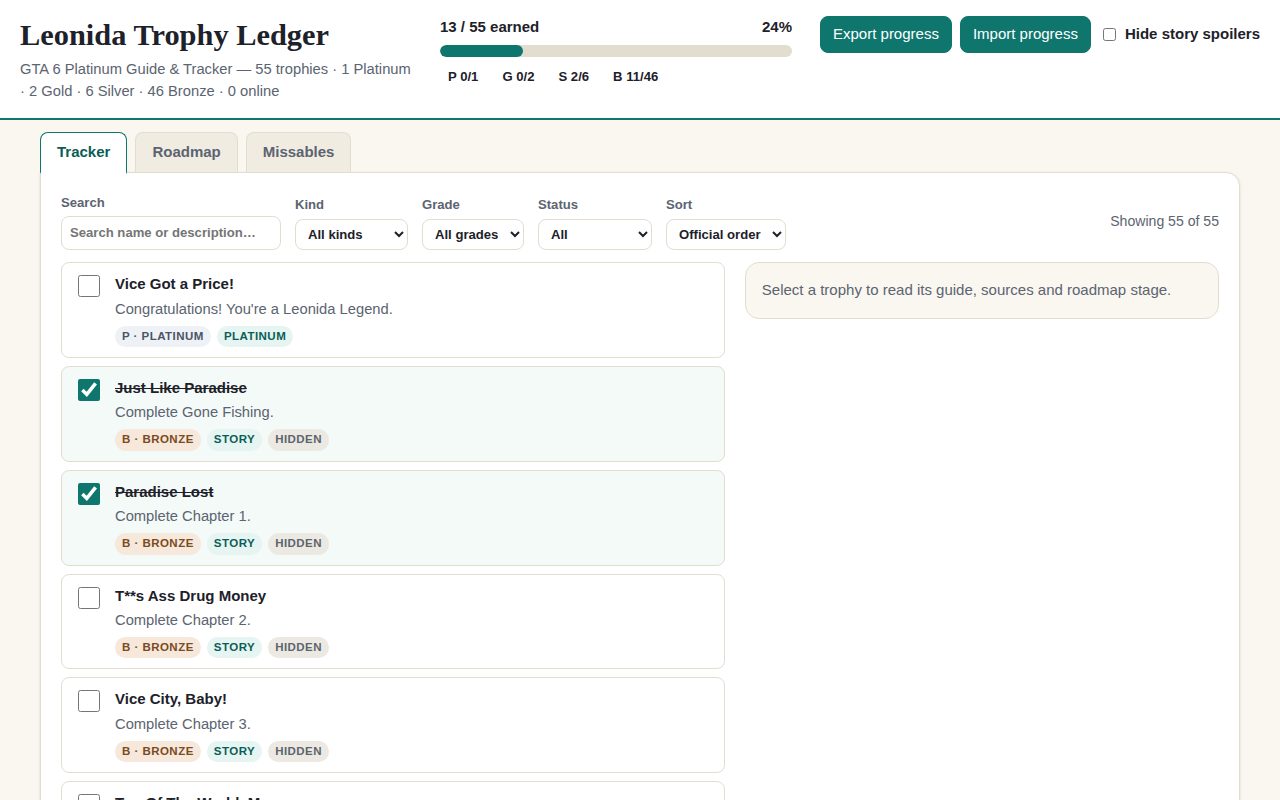 Leonida Trophy Ledger
GTA 6 Platinum Guide & Tracker — 55 trophies · 1 Platinum
· 2 Gold · 6 Silver · 46 Bronze · 0 online
13 / 55 earned 24%
P 0/1 G 0/2 S 2/6 B 11/46
Export progress Import progress Hide story spoilers
Tracker Roadmap Missables
Search Kind Grade Status Sort
Search name or description… All kinds All grades All Official order
Showing 55 of 55
Vice Got a Price!
Congratulations! You're a Leonida Legend.
P · PLATINUM PLATINUM
Select a trophy to read its guide, sources and roadmap stage.
Just Like Paradise
Complete Gone Fishing.
B · BRONZE STORY HIDDEN
Paradise Lost
Complete Chapter 1.
B · BRONZE STORY HIDDEN
T**s Ass Drug Money
Complete Chapter 2.
B · BRONZE STORY HIDDEN
Vice City, Baby!
Complete Chapter 3.
B · BRONZE STORY HIDDEN